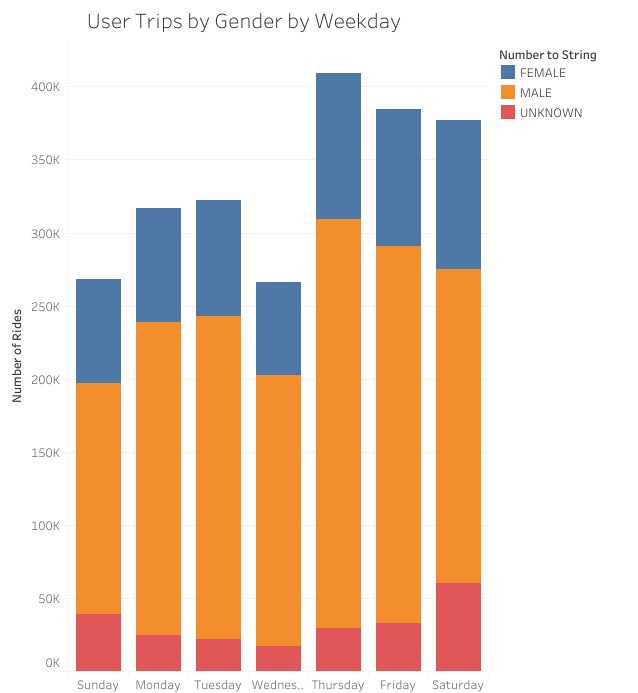 User Trips by Gender by Weekday
Number to String
FEMALE
MALE
UNKNOWN
Number of Rides
400K
350K
300K
250K
200K
150K
100K
50K
0K
Sunday
Monday
Tuesday
Wednes..
Thursday
Friday
Saturday